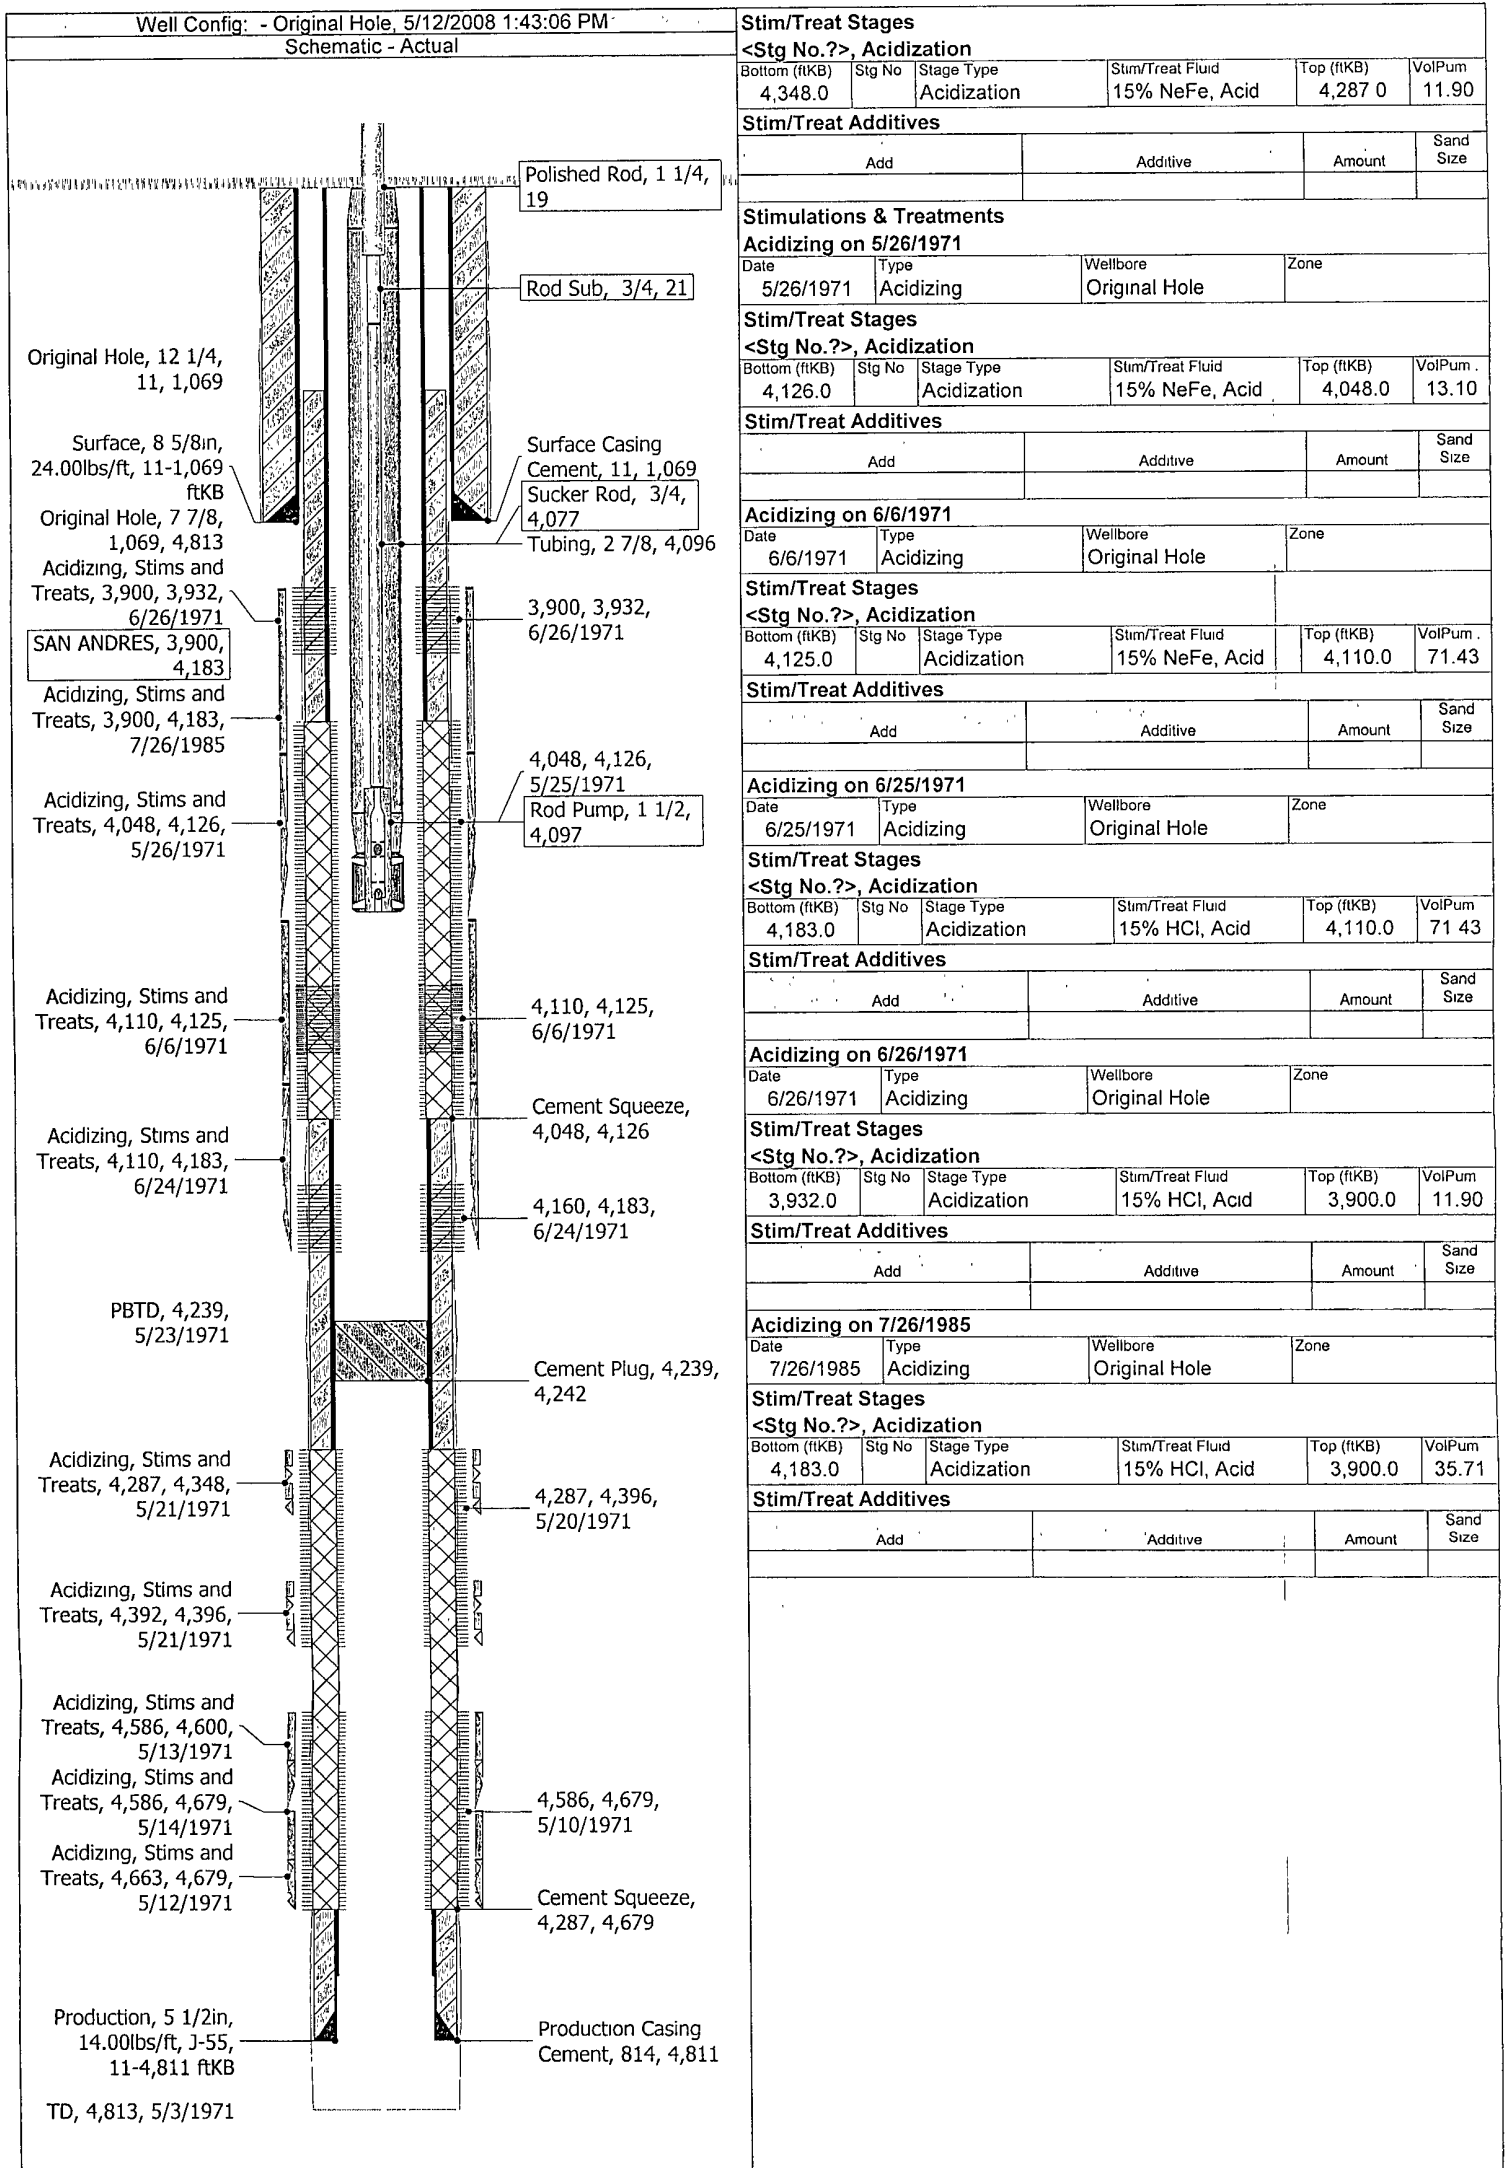 Well Config: - Original Hole, 5/12/2008 1:43:06 PM
Schematic - Actual
Polished Rod, 1 1/4,
19
Rod Sub, 3/4, 21
Original Hole, 12 1/4,
11, 1,069
Surface, 8 5/8in,
24.00lbs/ft, 11-1,069
ftKB
Surface Casing
Cement, 11, 1,069
Sucker Rod, 3/4,
4,077
Original Hole, 7 7/8,
1,069, 4,813
Tubing, 2 7/8, 4,096
Acidizing, Stims and
Treats, 3,900, 3,932,
6/26/1971
3,900, 3,932,
6/26/1971
SAN ANDRES, 3,900,
4,183
Acidizing, Stims and
Treats, 3,900, 4,183,
7/26/1985
4,048, 4,126,
5/25/1971
Rod Pump, 1 1/2,
4,097
Acidizing, Stims and
Treats, 4,048, 4,126,
5/26/1971
Acidizing, Stims and
Treats, 4,110, 4,125,
6/6/1971
4,110, 4,125,
6/6/1971
Cement Squeeze,
4,048, 4,126
Acidizing, Stims and
Treats, 4,110, 4,183,
6/24/1971
4,160, 4,183,
6/24/1971
PBTD, 4,239,
5/23/1971
Cement Plug, 4,239,
4,242
Acidizing, Stims and
Treats, 4,287, 4,348,
5/21/1971
4,287, 4,396,
5/20/1971
Acidizing, Stims and
Treats, 4,392, 4,396,
5/21/1971
Acidizing, Stims and
Treats, 4,586, 4,600,
5/13/1971
Acidizing, Stims and
Treats, 4,586, 4,679,
5/14/1971
4,586, 4,679,
5/10/1971
Acidizing, Stims and
Treats, 4,663, 4,679,
5/12/1971
Cement Squeeze,
4,287, 4,679
Production, 5 1/2in,
14.00lbs/ft, J-55,
11-4,811 ftKB
Production Casing
Cement, 814, 4,811
TD, 4,813, 5/3/1971
Stim/Treat Stages
<Stg No.?>, Acidization
Bottom (ftKB) Stg No Stage Type Stim/Treat Fluid Top (ftKB) VolPum
4,348.0 Acidization 15% NeFe, Acid 4,287 0 11.90
Stim/Treat Additives
Add Additive Amount Sand Size
Stimulations & Treatments
Acidizing on 5/26/1971
Date Type Wellbore Zone
5/26/1971 Acidizing Original Hole
Stim/Treat Stages
<Stg No.?>, Acidization
Bottom (ftKB) Stg No Stage Type Stim/Treat Fluid Top (ftKB) VolPum .
4,126.0 Acidization 15% NeFe, Acid 4,048.0 13.10
Stim/Treat Additives
Add Additive Amount Sand Size
Acidizing on 6/6/1971
Date Type Wellbore Zone
6/6/1971 Acidizing Original Hole
Stim/Treat Stages
<Stg No.?>, Acidization
Bottom (ftKB) Stg No Stage Type Stim/Treat Fluid Top (ftKB) VolPum .
4,125.0 Acidization 15% NeFe, Acid 4,110.0 71.43
Stim/Treat Additives
Add Additive Amount Sand Size
Acidizing on 6/25/1971
Date Type Wellbore Zone
6/25/1971 Acidizing Original Hole
Stim/Treat Stages
<Stg No.?>, Acidization
Bottom (ftKB) Stg No Stage Type Stim/Treat Fluid Top (ftKB) VolPum
4,183.0 Acidization 15% HCl, Acid 4,110.0 71 43
Stim/Treat Additives
Add Additive Amount Sand Size
Acidizing on 6/26/1971
Date Type Wellbore Zone
6/26/1971 Acidizing Original Hole
Stim/Treat Stages
<Stg No.?>, Acidization
Bottom (ftKB) Stg No Stage Type Stim/Treat Fluid Top (ftKB) VolPum
3,932.0 Acidization 15% HCl, Acid 3,900.0 11.90
Stim/Treat Additives
Add Additive Amount Sand Size
Acidizing on 7/26/1985
Date Type Wellbore Zone
7/26/1985 Acidizing Original Hole
Stim/Treat Stages
<Stg No.?>, Acidization
Bottom (ftKB) Stg No Stage Type Stim/Treat Fluid Top (ftKB) VolPum
4,183.0 Acidization 15% HCl, Acid 3,900.0 35.71
Stim/Treat Additives
Add Additive Amount Sand Size